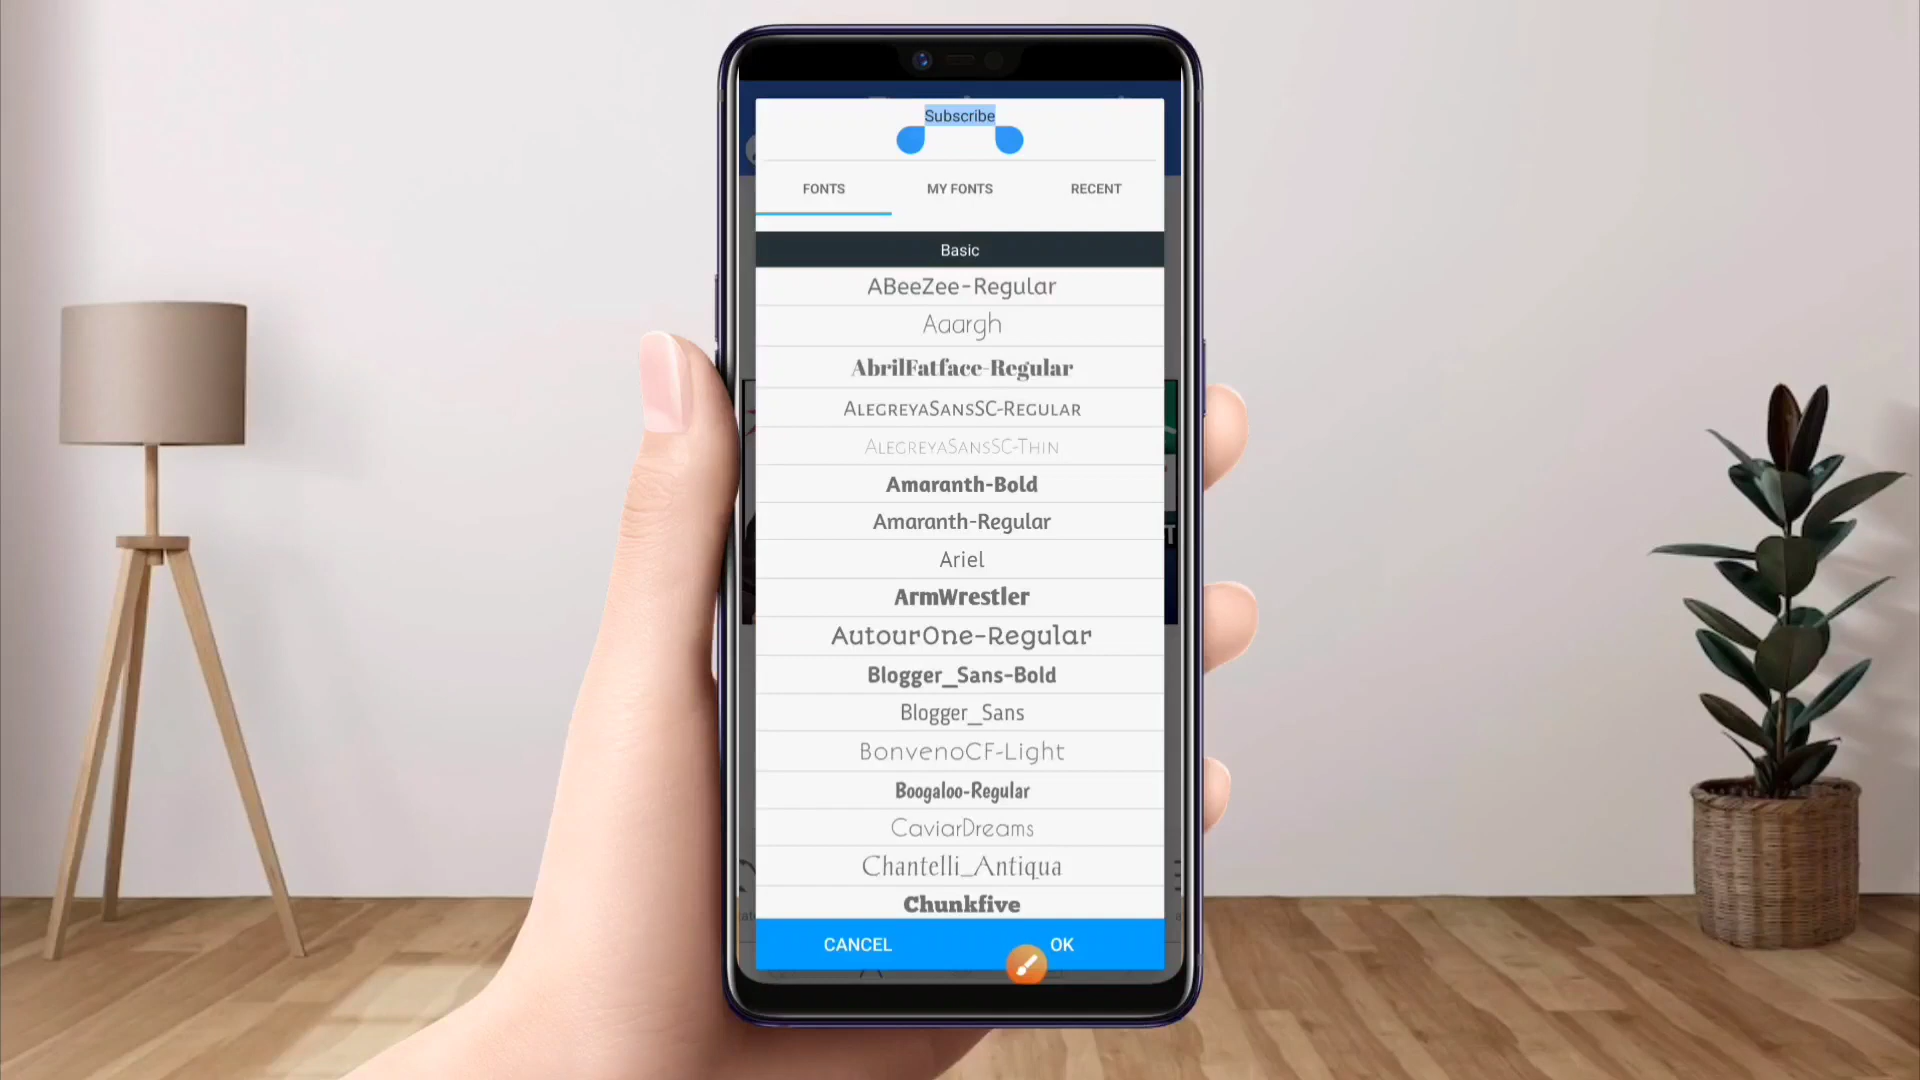 Subscribe
FONTS MY FONTS RECENT
Basic
ABeeZee-Regular
Aaargh
AbrilFatface-Regular
AlegreyaSansSC-Regular
AlegreyaSansSC-Thin
Amaranth-Bold
Amaranth-Regular
Ariel
ArmWrestler
AutourOne-Regular
Blogger_Sans-Bold
Blogger_Sans
BonvenoCF-Light
Boogaloo-Regular
CaviarDreams
Chantelli_Antiqua
Chunkfive
CANCEL OK